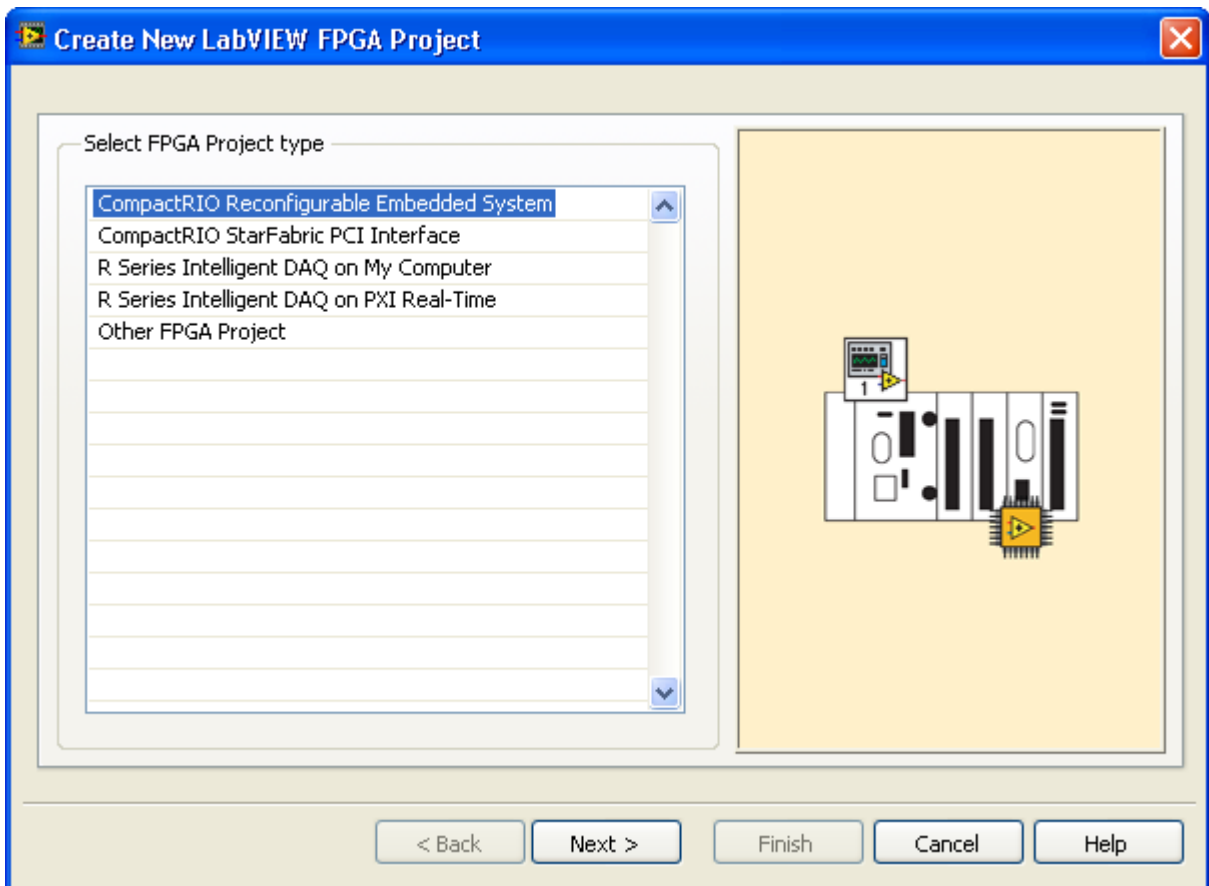 Create New LabVIEW FPGA Project
Select FPGA Project type
CompactRIO Reconfigurable Embedded System
CompactRIO StarFabric PCI Interface
R Series Intelligent DAQ on My Computer
R Series Intelligent DAQ on PXI Real-Time
Other FPGA Project
1
< Back Next > Finish Cancel Help